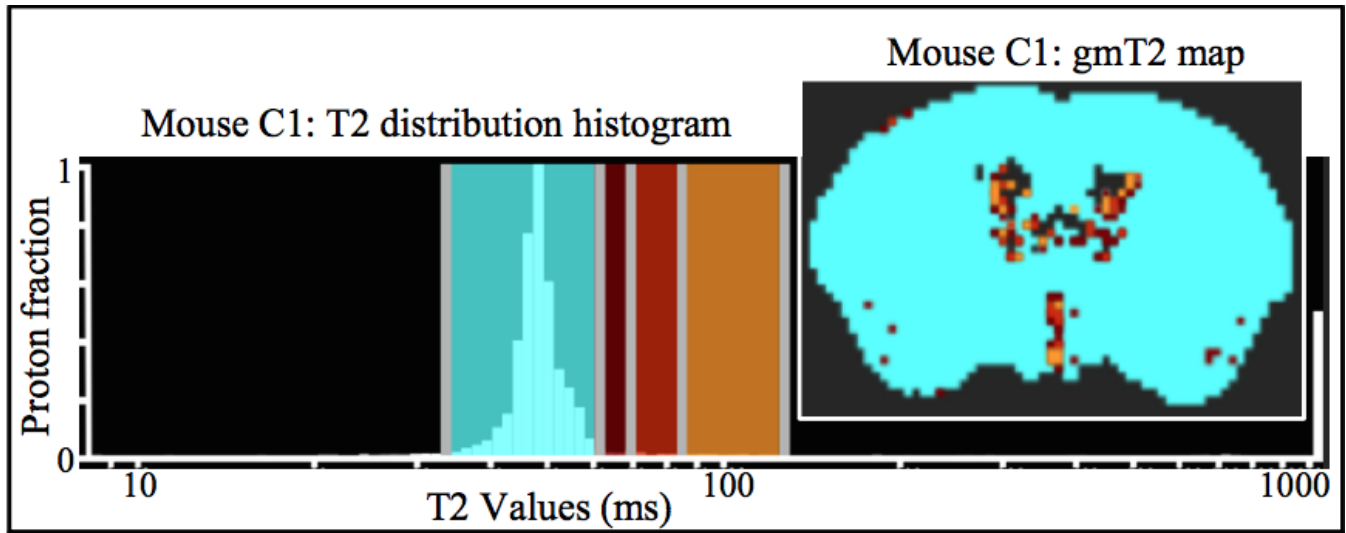 Mouse C1: gmT2 map
Mouse C1: T2 distribution histogram
1
Proton fraction
0
10
100
1000
T2 Values (ms)